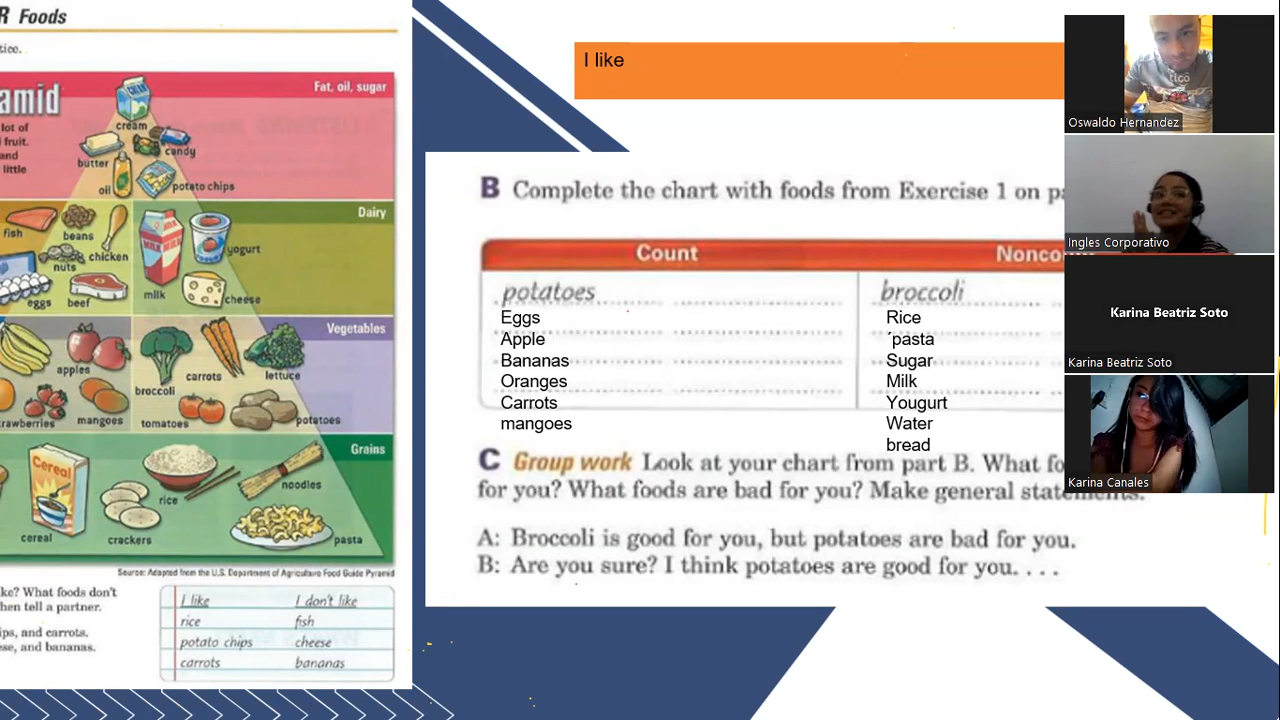 R Foods
tice.
amid
lot of
fruit.
and
little
Fat, oil, sugar
cream
butter
candy
oil
potato chips
Dairy
fish
beans
chicken
nuts
eggs
beef
milk
yogurt
cheese
Vegetables
apples
mangoes
broccoli
carrots
lettuce
tomatoes
potatoes
Grains
Cereal
cereal
crackers
rice
noodles
pasta
Source: Adapted from the U.S. Department of Agriculture Food Guide Pyramid
ke? What foods don't
hen tell a partner.
ips, and carrots.
ese, and bananas.
I like I don't like
rice fish
potato chips cheese
carrots bananas
I like
B Complete the chart with foods from Exercise 1 on pa
Count Nonco
potatoes broccoli
Eggs Rice
Apple ´pasta
Bananas Sugar
Oranges Milk
Carrots Yougurt
mangoes Water
bread
C Group work Look at your chart from part B. What fo
for you? What foods are bad for you? Make general statements.
A: Broccoli is good for you, but potatoes are bad for you.
B: Are you sure? I think potatoes are good for you. . . .
tico
Oswaldo Hernandez
Ingles Corporativo
Karina Beatriz Soto
Karina Beatriz Soto
Karina Canales